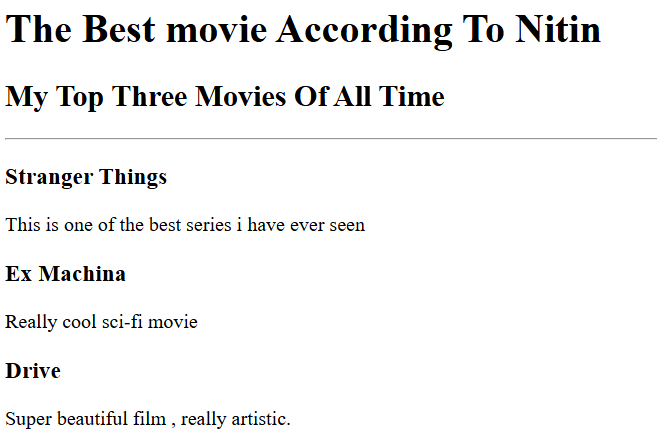 The Best movie According To Nitin
My Top Three Movies Of All Time
Stranger Things
This is one of the best series i have ever seen
Ex Machina
Really cool sci-fi movie
Drive
Super beautiful film , really artistic.